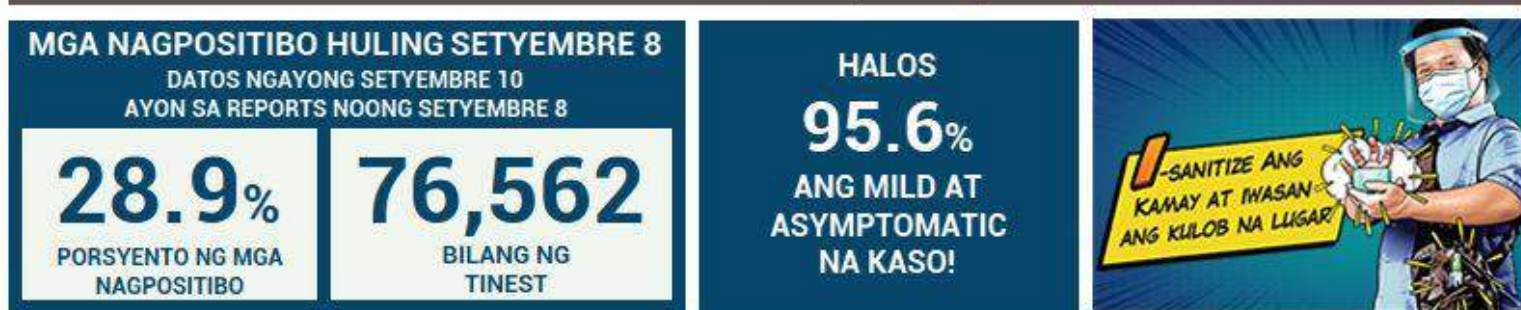 MGA NAGPOSITIBO HULING SETYEMBRE 8
DATOS NGAYONG SETYEMBRE 10
AYON SA REPORTS NOONG SETYEMBRE 8
28.9%
PORSYENTO NG MGA
NAGPOSITIBO
76,562
BILANG NG
TINEST
HALOS
95.6%
ANG MILD AT
ASYMPTOMATIC
NA KASO!
I-SANITIZE ANG
KAMAY AT IWASAN
ANG KULOB NA LUGAR!